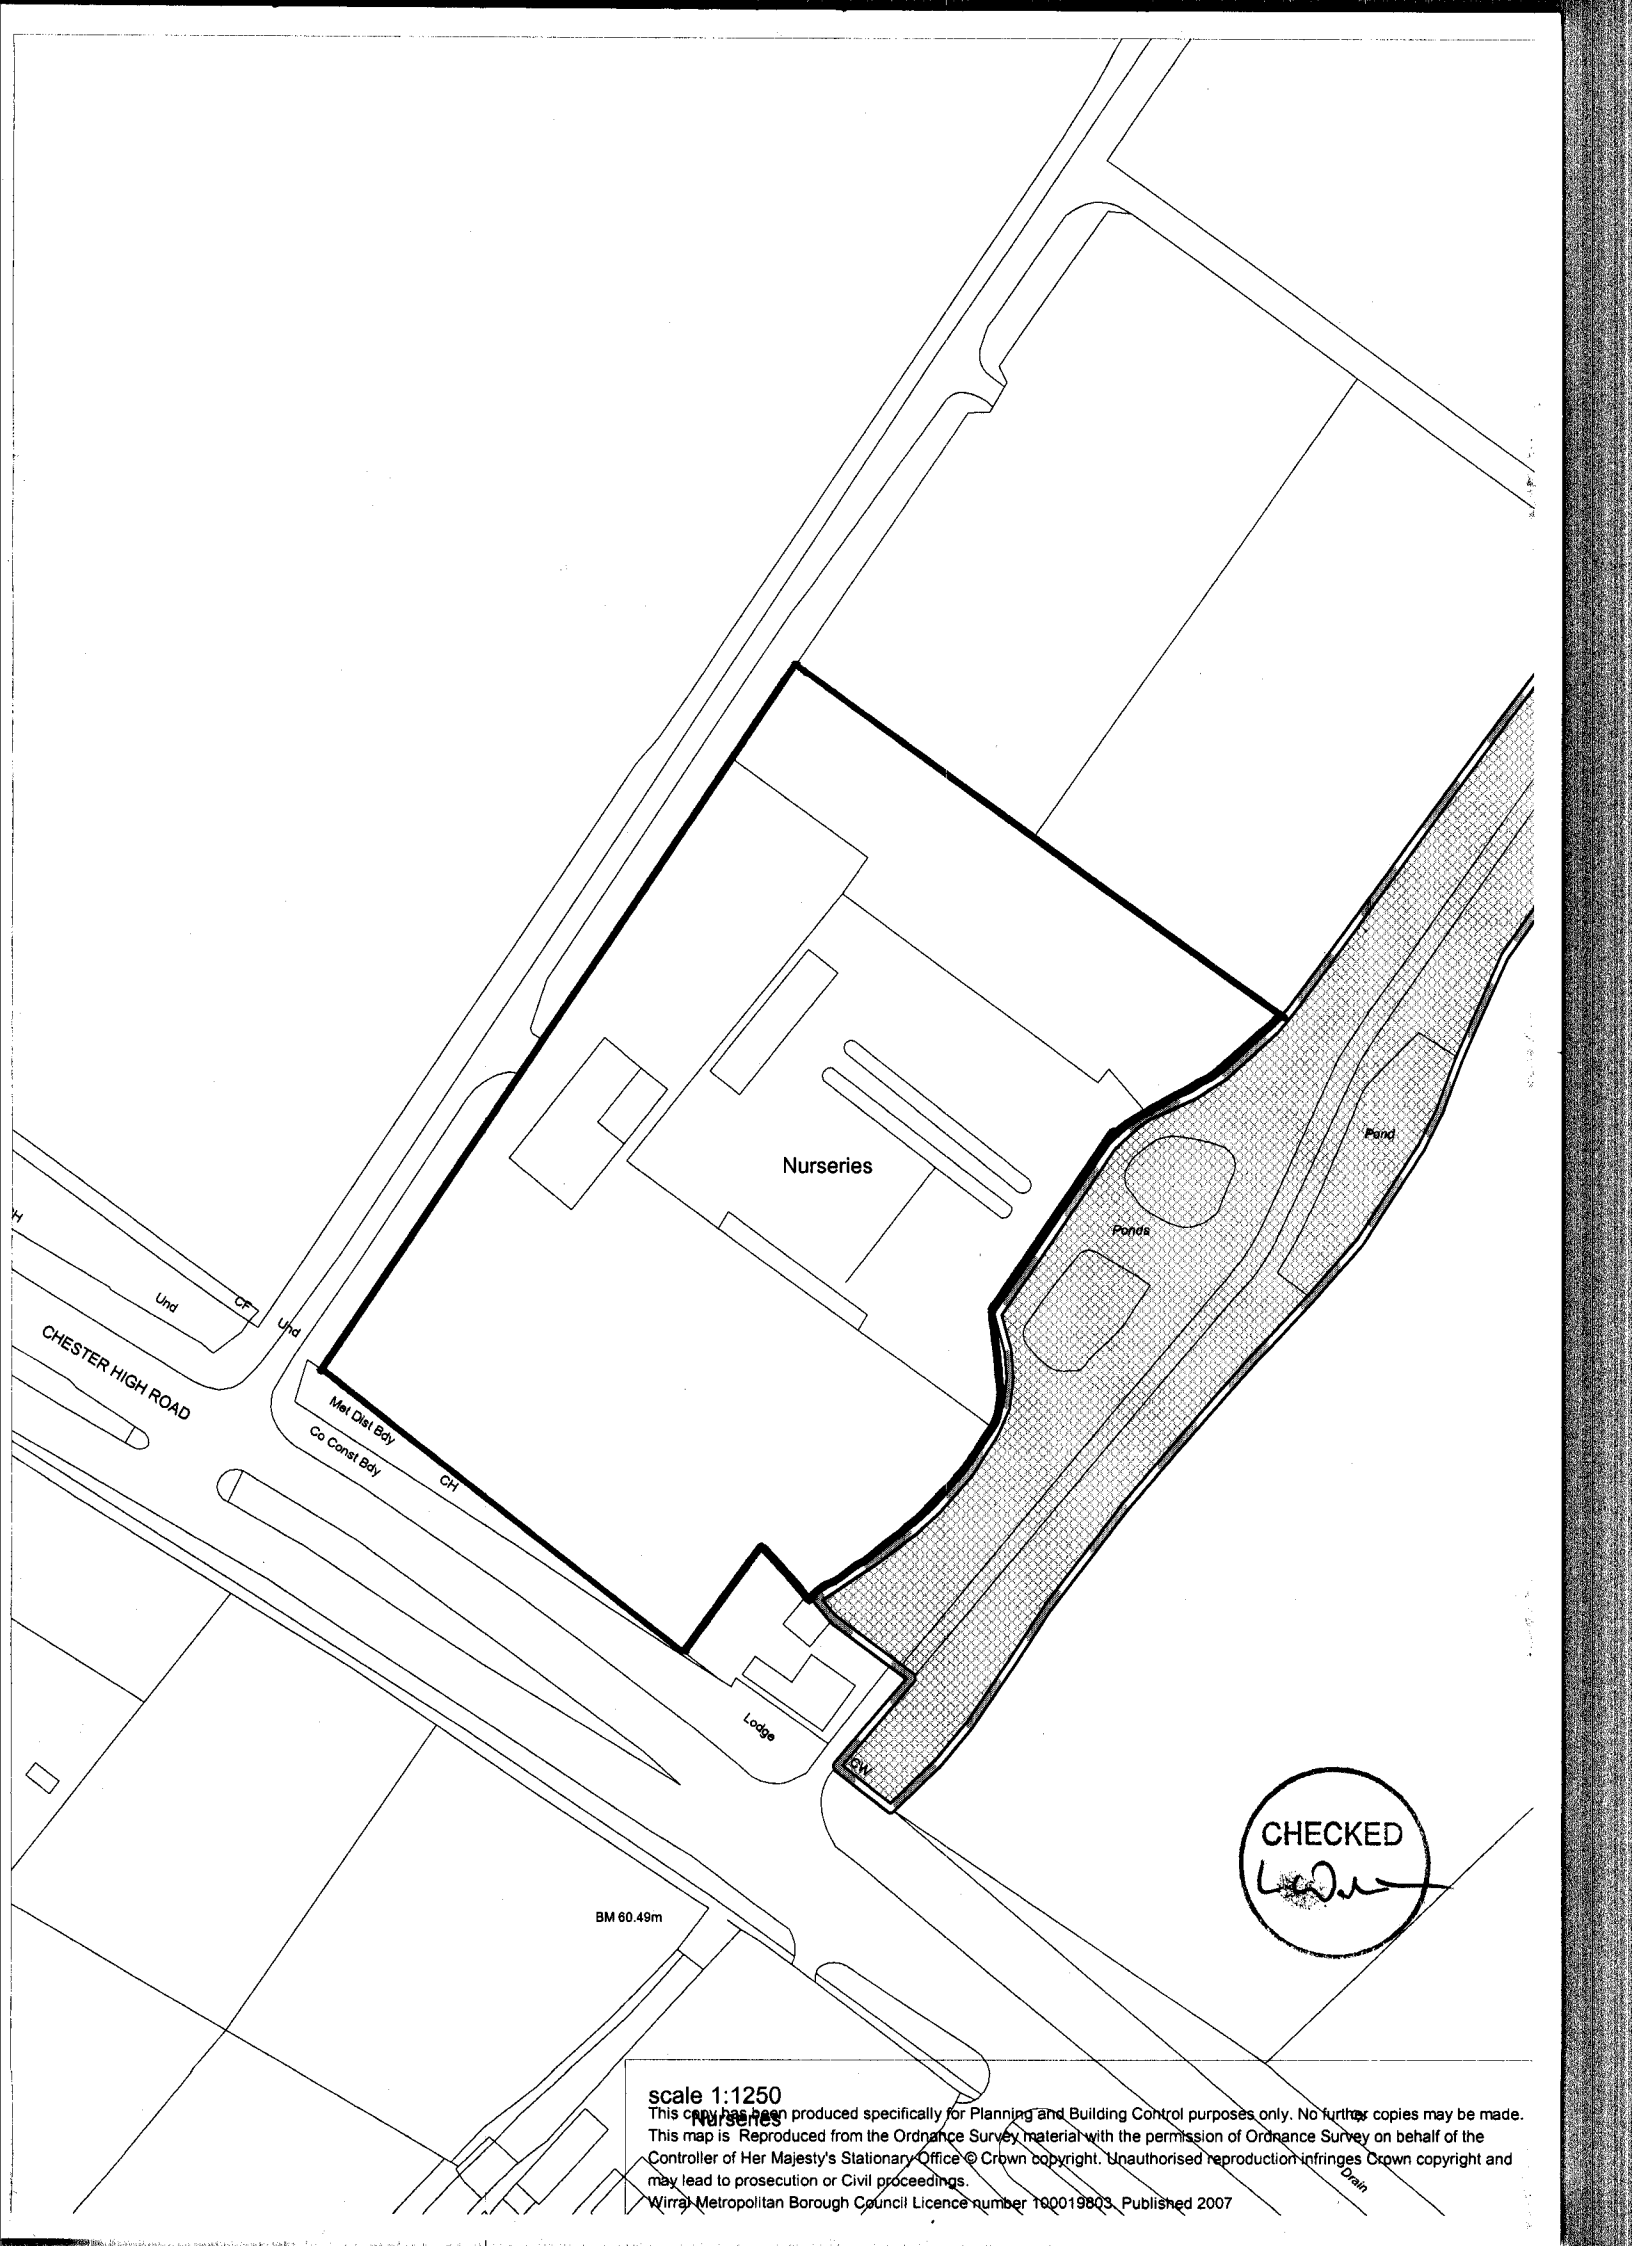 Nurseries
Pond
Ponds
Und
CF
Und
CHESTER HIGH ROAD
Met Dist Bdy
Co Const Bdy
CH
Lodge
GW
CHECKED
BM 60.49m
scale 1:1250
Nurseries
This copy has been produced specifically for Planning and Building Control purposes only. No further copies may be made.
This map is Reproduced from the Ordnance Survey material with the permission of Ordnance Survey on behalf of the
Controller of Her Majesty's Stationary Office © Crown copyright. Unauthorised reproduction infringes Crown copyright and
may lead to prosecution or Civil proceedings.
Drain
Wirral Metropolitan Borough Council Licence number 100019803. Published 2007